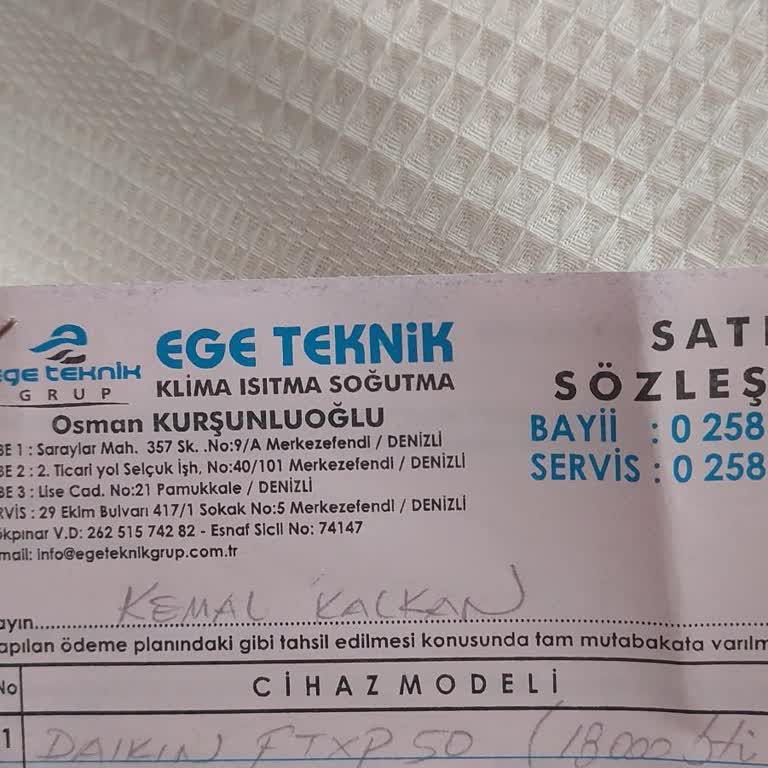 EGE TEKNİK
ege teknik
GRUP
KLİMA ISITMA SOĞUTMA
Osman KURŞUNLUOĞLU
BE 1 : Saraylar Mah. 357 Sk. .No:9/A Merkezefendi / DENİZLİ
BE 2 : 2. Ticari yol Selçuk İşh, No:40/101 Merkezefendi / DENİZLİ
BE 3 : Lise Cad. No:21 Pamukkale / DENİZLİ
RVİS : 29 Ekim Bulvarı 417/1 Sokak No:5 Merkezefendi / DENİZLİ
ökpınar V.D: 262 515 742 82 - Esnaf Sicil No: 74147
mail: info@egeteknikgrup.com.tr
SATI
SÖZLEŞ
BAYİİ : 0 258
SERVİS : 0 258
ayın KEMAL KALKAN
apılan ödeme planındaki gibi tahsil edilmesi konusunda tam mutabakata varılm
No CİHAZ MODELİ
1 DAIKIN FTXP 50 (18000 bti